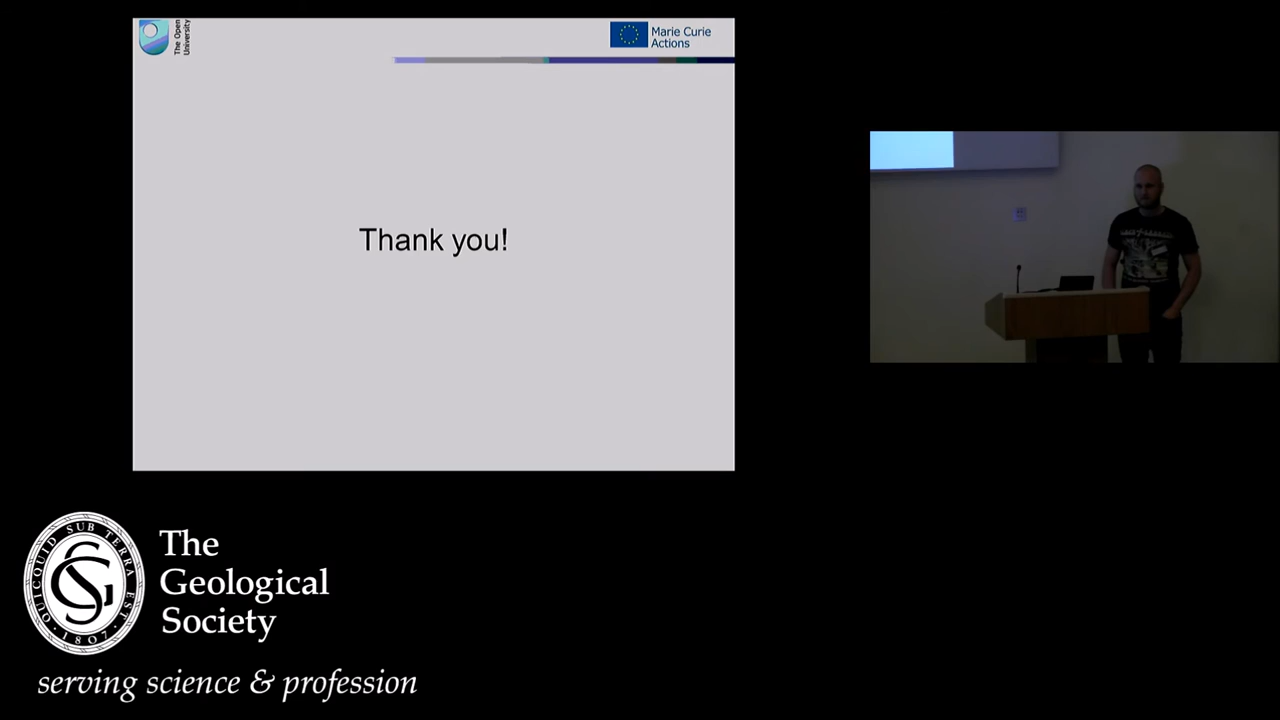 The Open
University
Marie Curie
Actions
Thank you!
QUICQUID SUB TERRA EST
1807
The
Geological
Society
serving science & profession